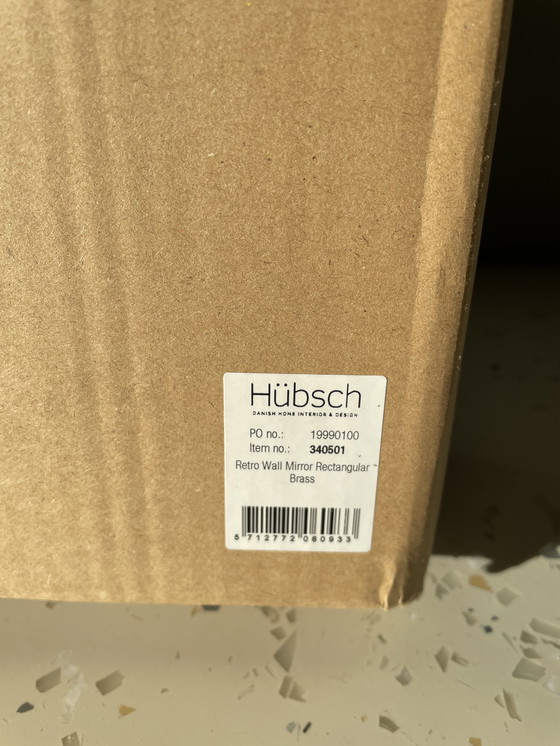 Hübsch
DANISH HOME INTERIOR & DESIGN
PO no.: 19990100
Item no.: 340501
Retro Wall Mirror Rectangular
Brass
5 712772 060933